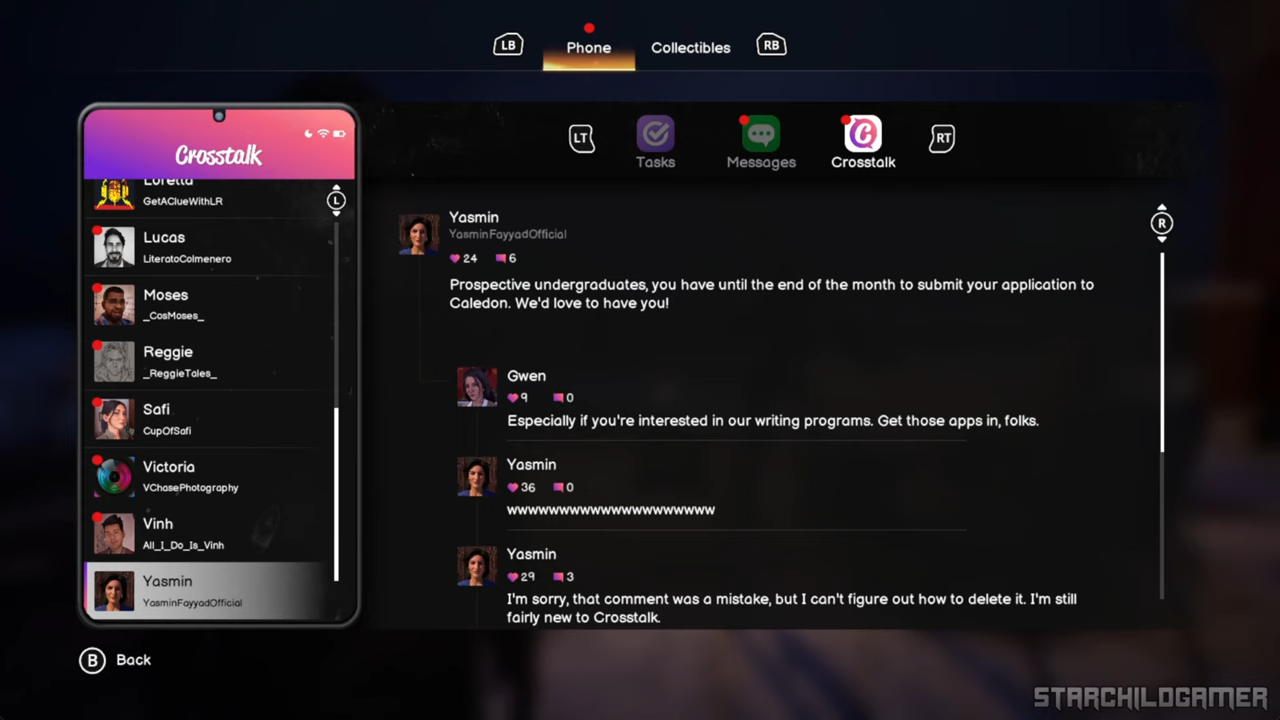 LB
Phone
Collectibles
RB
Crosstalk
Loretta
GetAClueWithLR
L
Lucas
LiteratoColmenero
Moses
_CosMoses_
Reggie
_ReggieTales_
Safi
CupOfSafi
Victoria
VChasePhotography
Vinh
All_I_Do_Is_Vinh
Yasmin
YasminFayyadOfficial
B Back
LT
Tasks
Messages
Crosstalk
RT
R
Yasmin
YasminFayyadOfficial
24 6
Prospective undergraduates, you have until the end of the month to submit your application to
Caledon. We'd love to have you!
Gwen
9 0
Especially if you're interested in our writing programs. Get those apps in, folks.
Yasmin
36 0
wwwwwwwwwwwwwwwwwwww
Yasmin
29 3
I'm sorry, that comment was a mistake, but I can't figure out how to delete it. I'm still
fairly new to Crosstalk.
STARCHILDGAMER